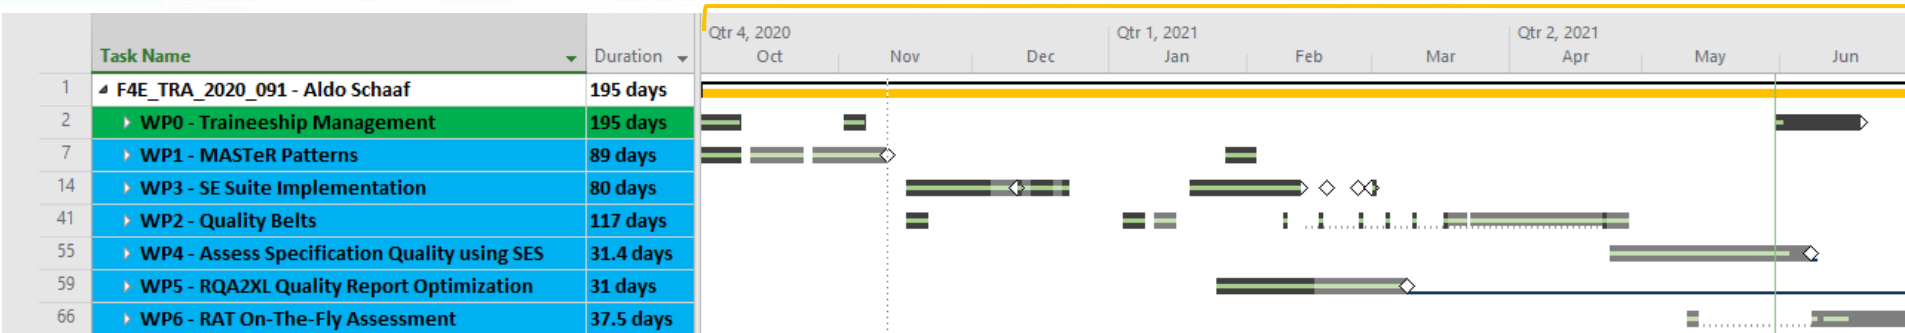 Qtr 4, 2020 Qtr 1, 2021 Qtr 2, 2021
Task Name Duration Oct Nov Dec Jan Feb Mar Apr May Jun
1 F4E_TRA_2020_091 - Aldo Schaaf 195 days
2 WP0 - Traineeship Management 195 days
7 WP1 - MASTeR Patterns 89 days
14 WP3 - SE Suite Implementation 80 days
41 WP2 - Quality Belts 117 days
55 WP4 - Assess Specification Quality using SES 31.4 days
59 WP5 - RQA2XL Quality Report Optimization 31 days
66 WP6 - RAT On-The-Fly Assessment 37.5 days